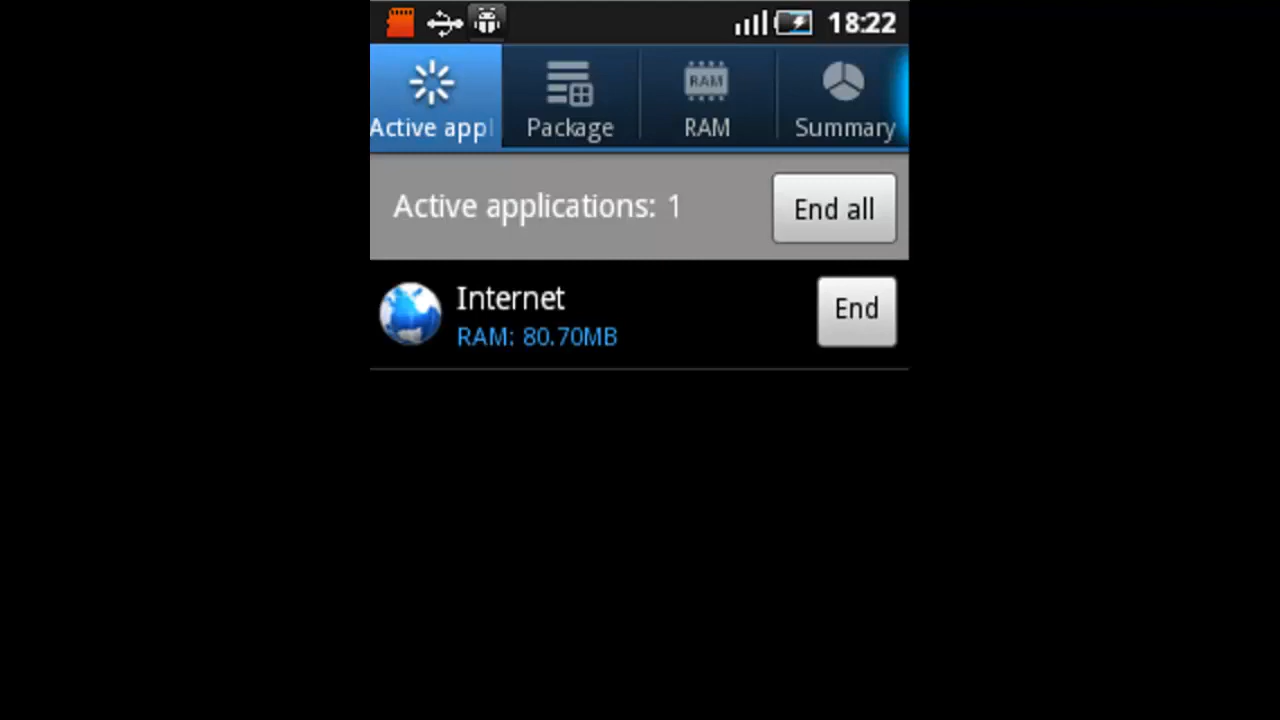 18:22
Active appl
Package
RAM
RAM
Summary
Active applications: 1
End all
Internet
End
RAM: 80.70MB